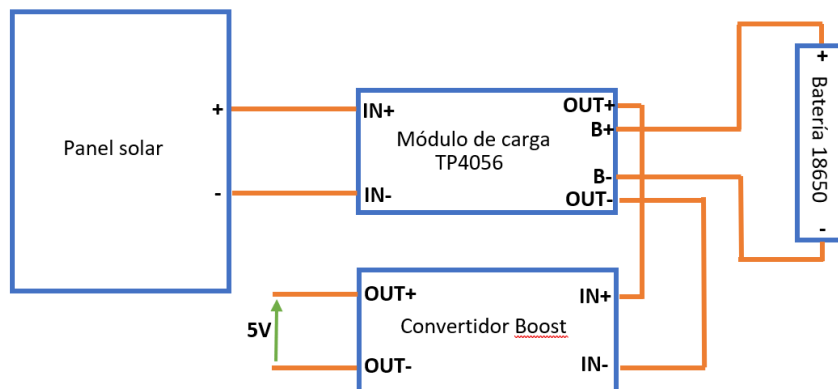 Panel solar
+
-
IN+
IN-
Módulo de carga
TP4056
OUT+
B+
B-
OUT-
+
Batería 18650
-
5V
OUT+
OUT-
Convertidor Boost
IN+
IN-